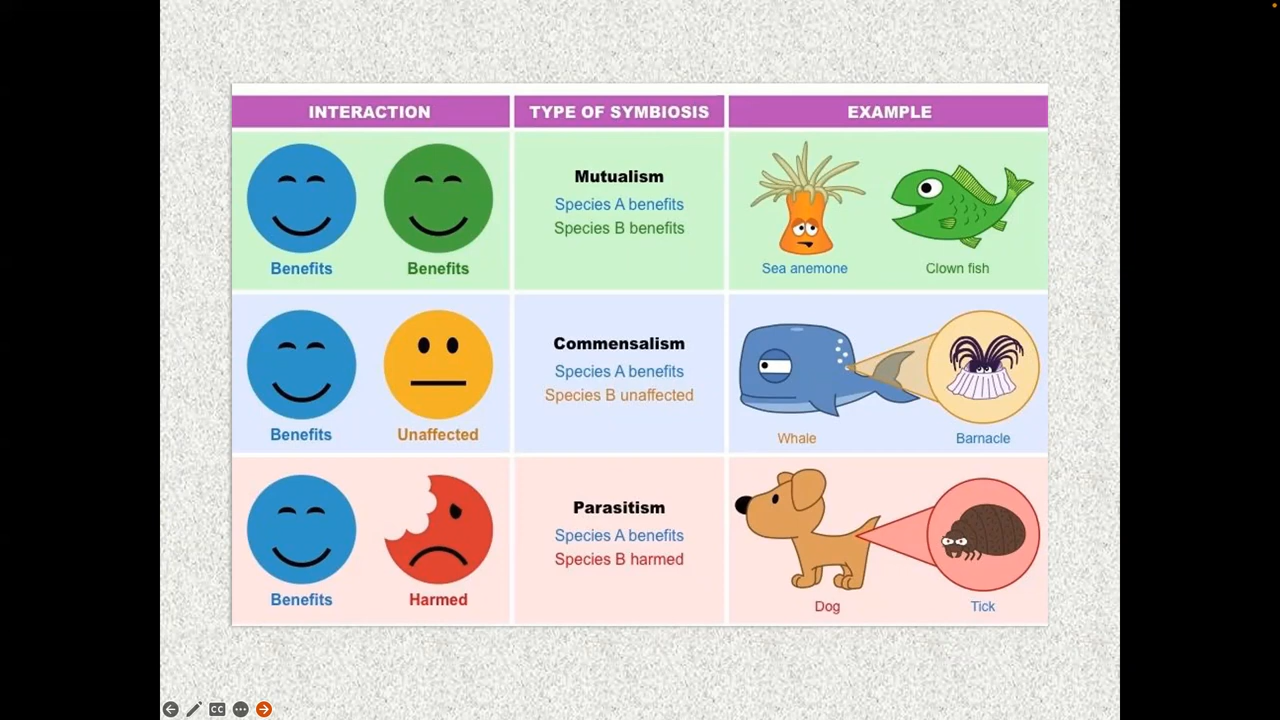 INTERACTION
TYPE OF SYMBIOSIS
EXAMPLE
Benefits
Benefits
Mutualism
Species A benefits
Species B benefits
Sea anemone
Clown fish
Benefits
Unaffected
Commensalism
Species A benefits
Species B unaffected
Whale
Barnacle
Benefits
Harmed
Parasitism
Species A benefits
Species B harmed
Dog
Tick
CC